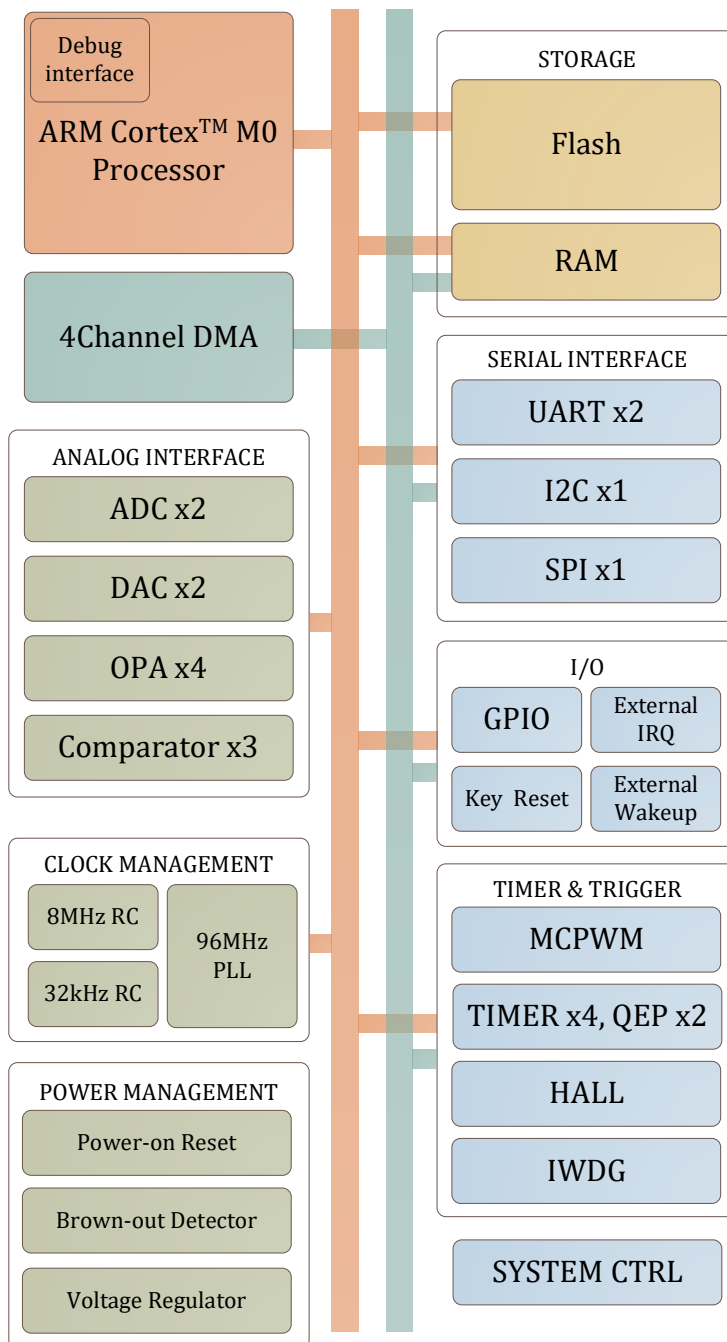 Debug
interface
ARM Cortex™ M0
Processor
4Channel DMA
ANALOG INTERFACE
ADC x2
DAC x2
OPA x4
Comparator x3
CLOCK MANAGEMENT
8MHz RC
32kHz RC
96MHz
PLL
POWER MANAGEMENT
Power-on Reset
Brown-out Detector
Voltage Regulator
STORAGE
Flash
RAM
SERIAL INTERFACE
UART x2
I2C x1
SPI x1
I/O
GPIO
External
IRQ
Key Reset
External
Wakeup
TIMER & TRIGGER
MCPWM
TIMER x4, QEP x2
HALL
IWDG
SYSTEM CTRL